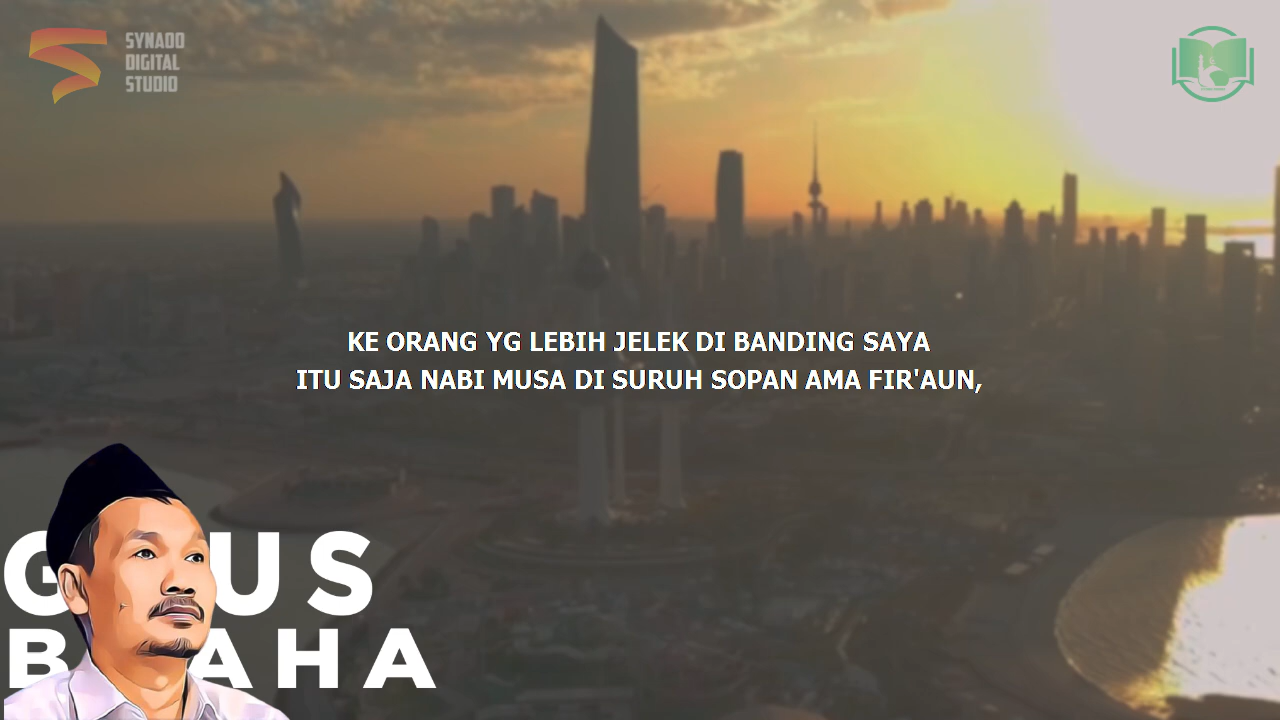 SYNADO
DIGITAL
STUDIO
KE ORANG YG LEBIH JELEK DI BANDING SAYA
ITU SAJA NABI MUSA DI SURUH SOPAN AMA FIR'AUN,
GUS
BAHA